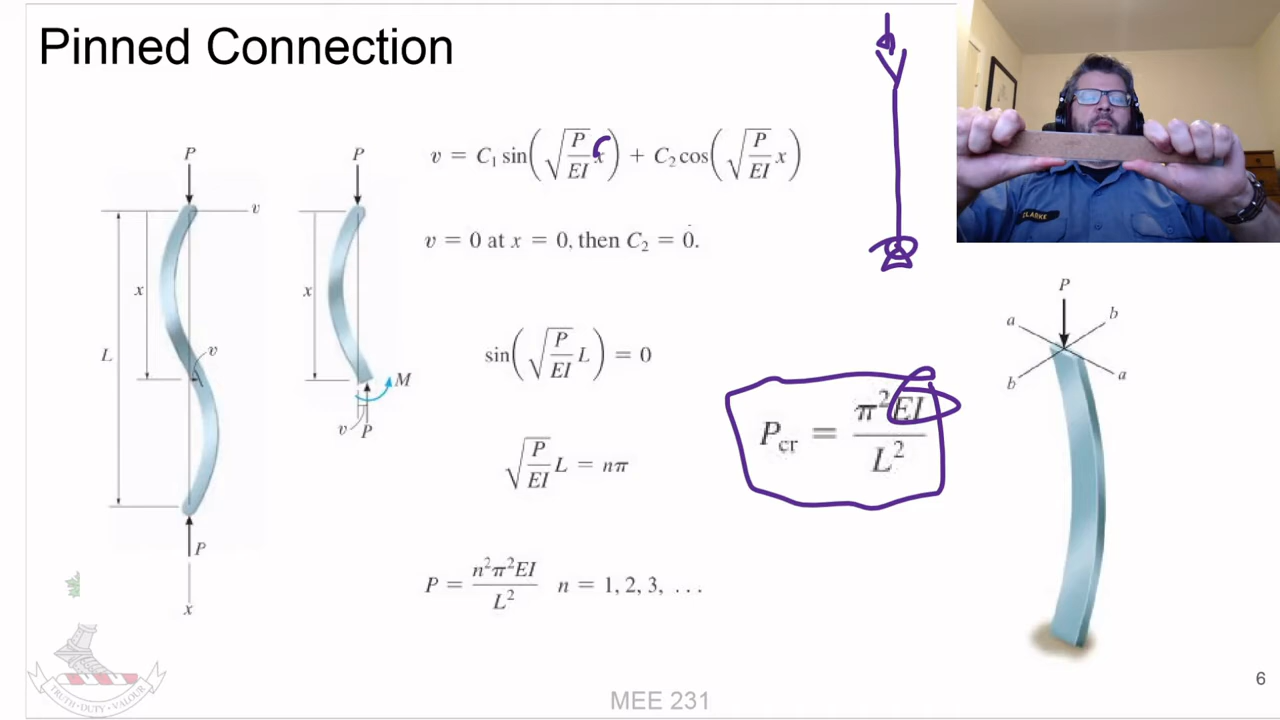 Pinned Connection
v = C₁ sin(√(P/EI) x) + C₂ cos(√(P/EI) x)
v = 0 at x = 0, then C₂ = 0.
sin(√(P/EI) L) = 0
√(P/EI) L = nπ
P = n²π²EI/L² n = 1, 2, 3, . . .
P
v
x
L
v
P
x
P
x
M
v
P
P_cr = π²EI/L²
CLARKE
P
a
b
b
a
TRUTH · DUTY · VALOUR
MEE 231
6